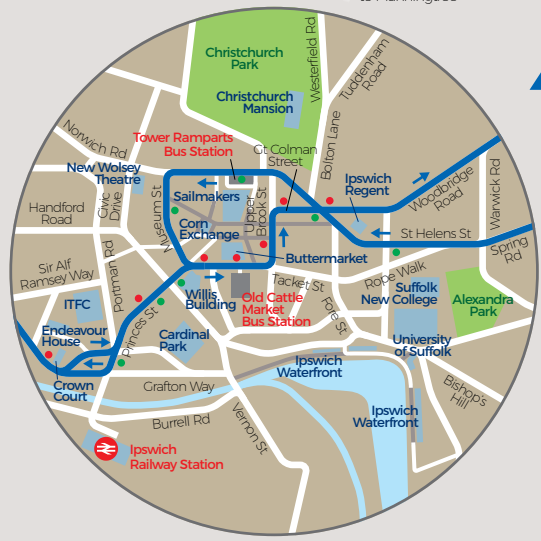 to Manningtree
Christchurch
Park
Westerfield Rd
Tuddenham
Road
Christchurch
Mansion
Bolton Lane
Norwich Rd
Tower Ramparts
Bus Station
Gt Colman
Street
New Wolsey
Theatre
Civic
Drive
Museum St
Sailmakers
Upper
Brook St
Ipswich
Regent
Woodbridge
Road
Warwick Rd
Handford
Road
Corn
Exchange
St Helens St
Spring
Rd
Portman Rd
Buttermarket
Sir Alf
Ramsey Way
Tacket St
Rope Walk
ITFC
Willis
Building
Old Cattle
Market
Bus Station
Fore St
Suffolk
New College
Alexandra
Park
Endeavour
House
Princes St
Cardinal
Park
University
of Suffolk
Crown
Court
Grafton Way
Ipswich
Waterfront
Bishop's
Hill
Burrell Rd
Vernon St
Ipswich
Waterfront
Ipswich
Railway Station